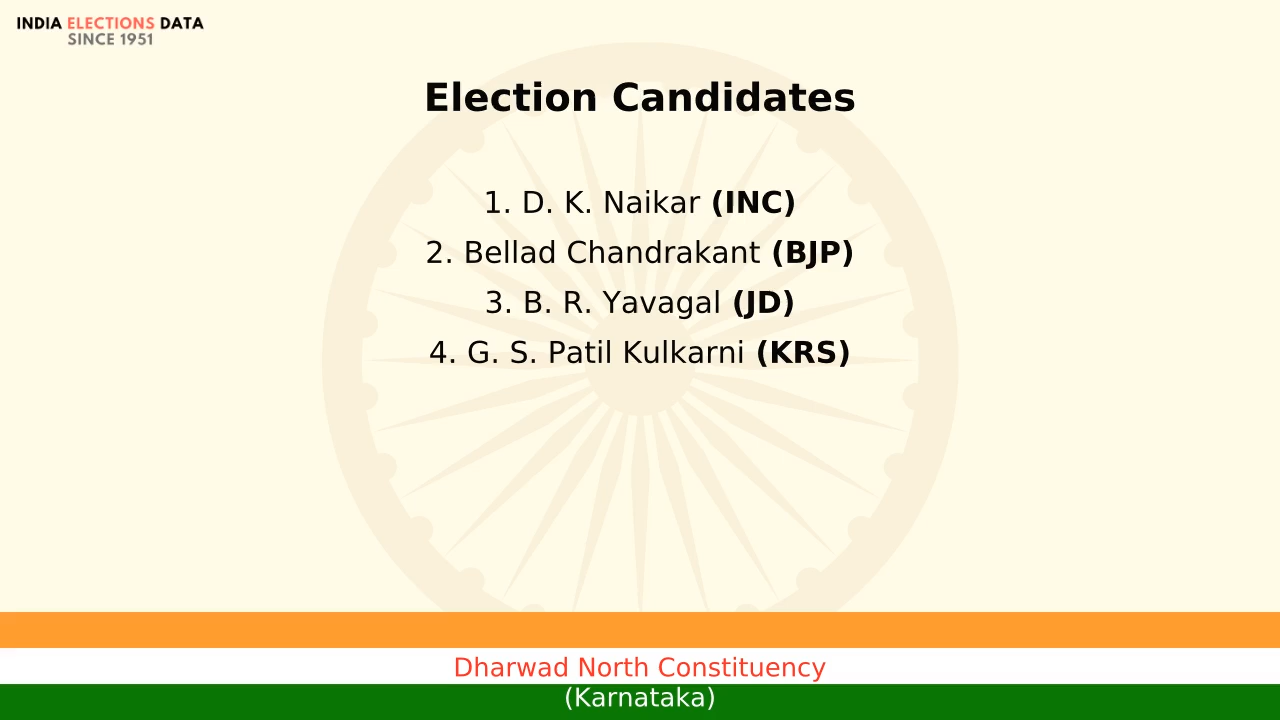 INDIA ELECTIONS DATA
SINCE 1951
Election Candidates
1. D. K. Naikar (INC)
2. Bellad Chandrakant (BJP)
3. B. R. Yavagal (JD)
4. G. S. Patil Kulkarni (KRS)
Dharwad North Constituency
(Karnataka)